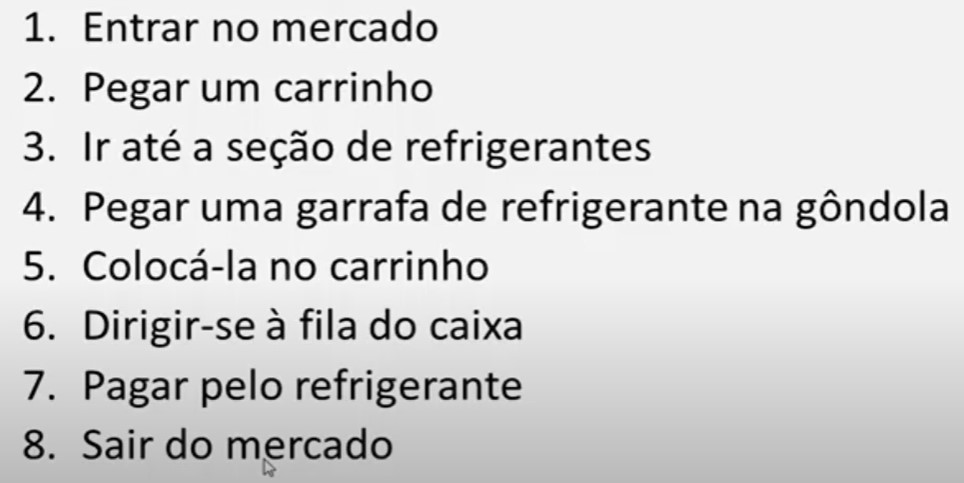 1. Entrar no mercado
2. Pegar um carrinho
3. Ir até a seção de refrigerantes
4. Pegar uma garrafa de refrigerante na gôndola
5. Colocá-la no carrinho
6. Dirigir-se à fila do caixa
7. Pagar pelo refrigerante
8. Sair do mercado